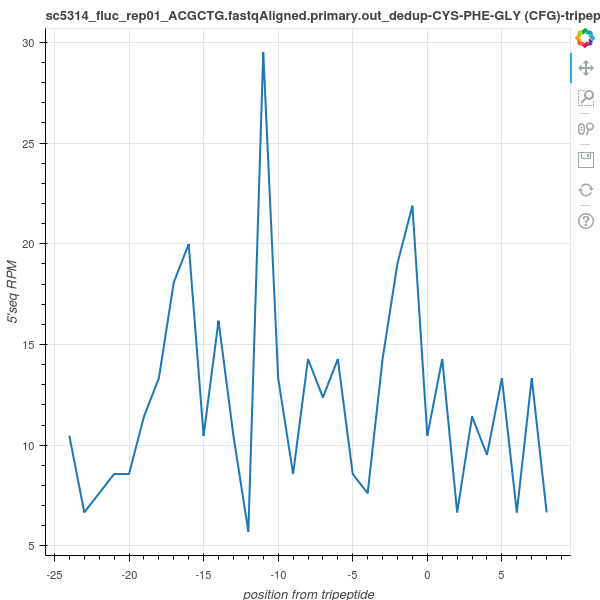 sc5314_fluc_rep01_ACGCTG.fastqAligned.primary.out_dedup-CYS-PHE-GLY (CFG)-tripep
30
25
20
15
10
5
5'seq RPM
-25 -20 -15 -10 -5 0 5
position from tripeptide